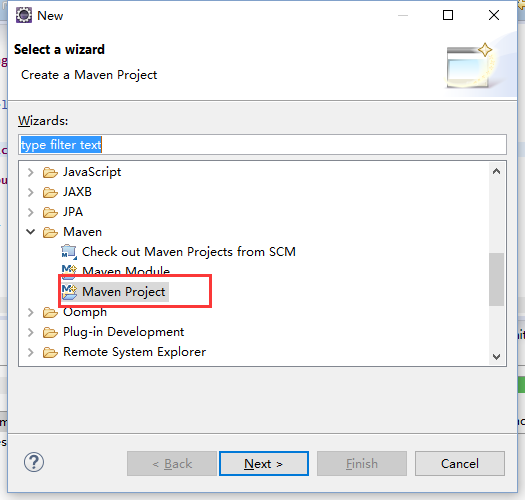 New
Select a wizard
Create a Maven Project
Wizards:
type filter text
JavaScript
JAXB
JPA
Maven
Check out Maven Projects from SCM
Maven Module
Maven Project
Oomph
Plug-in Development
Remote System Explorer
? < Back Next > Finish Cancel